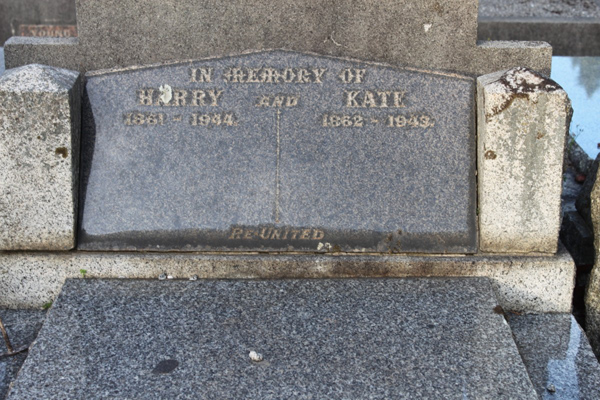 IN MEMORY OF
HARRY AND KATE
1861 - 1944. 1862 - 1943.
RE-UNITED